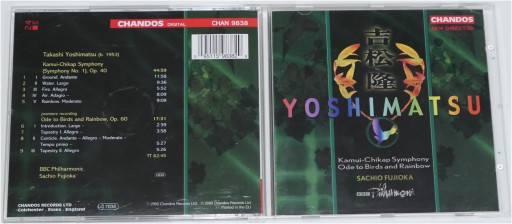 CHANDOS DIGITAL CHAN 9838
Takashi Yoshimatsu (b. 1953)
Kamui-Chikap Symphony
(Symphony No. 1), Op. 40 44:59
1 I Ground. Andante 11:58
2 II Water. Largo 9:36
3 III Fire. Allegro 5:52
4 IV Air. Adagio – 8:09
5 V Rainbow. Moderato 9:09
premiere recording
Ode to Birds and Rainbow, Op. 60 17:31
6 I Introduction. Largo – 2:59
7 Tapestry I. Allegro – 3:58
8 II Canticle. Andante – Allegro – Moderato –
Tempo primo – 5:27
9 III Tapestry II. Allegro 5:26
TT 62:45
BBC Philharmonic
Sachio Fujioka
CHANDOS RECORDS LTD
Colchester . Essex . England
CHANDOS
吉松隆
YOSHIMATSU
Kamui-Chikap Symphony
Ode to Birds and Rainbow
SACHIO FUJIOKA
BBC Philharmonic